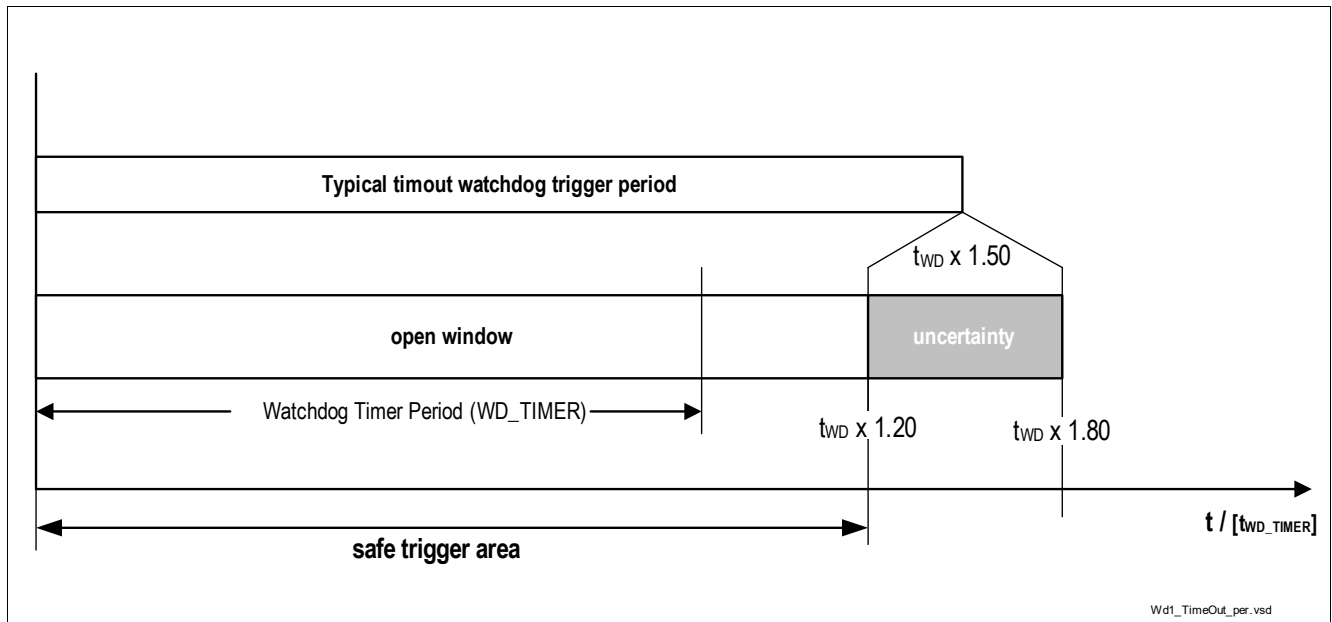 Typical timout watchdog trigger period
tWD x 1.50
open window
uncertainty
Watchdog Timer Period (WD_TIMER)
tWD x 1.20
tWD x 1.80
t / [tWD_TIMER]
safe trigger area
Wd1_TimeOut_per.vsd